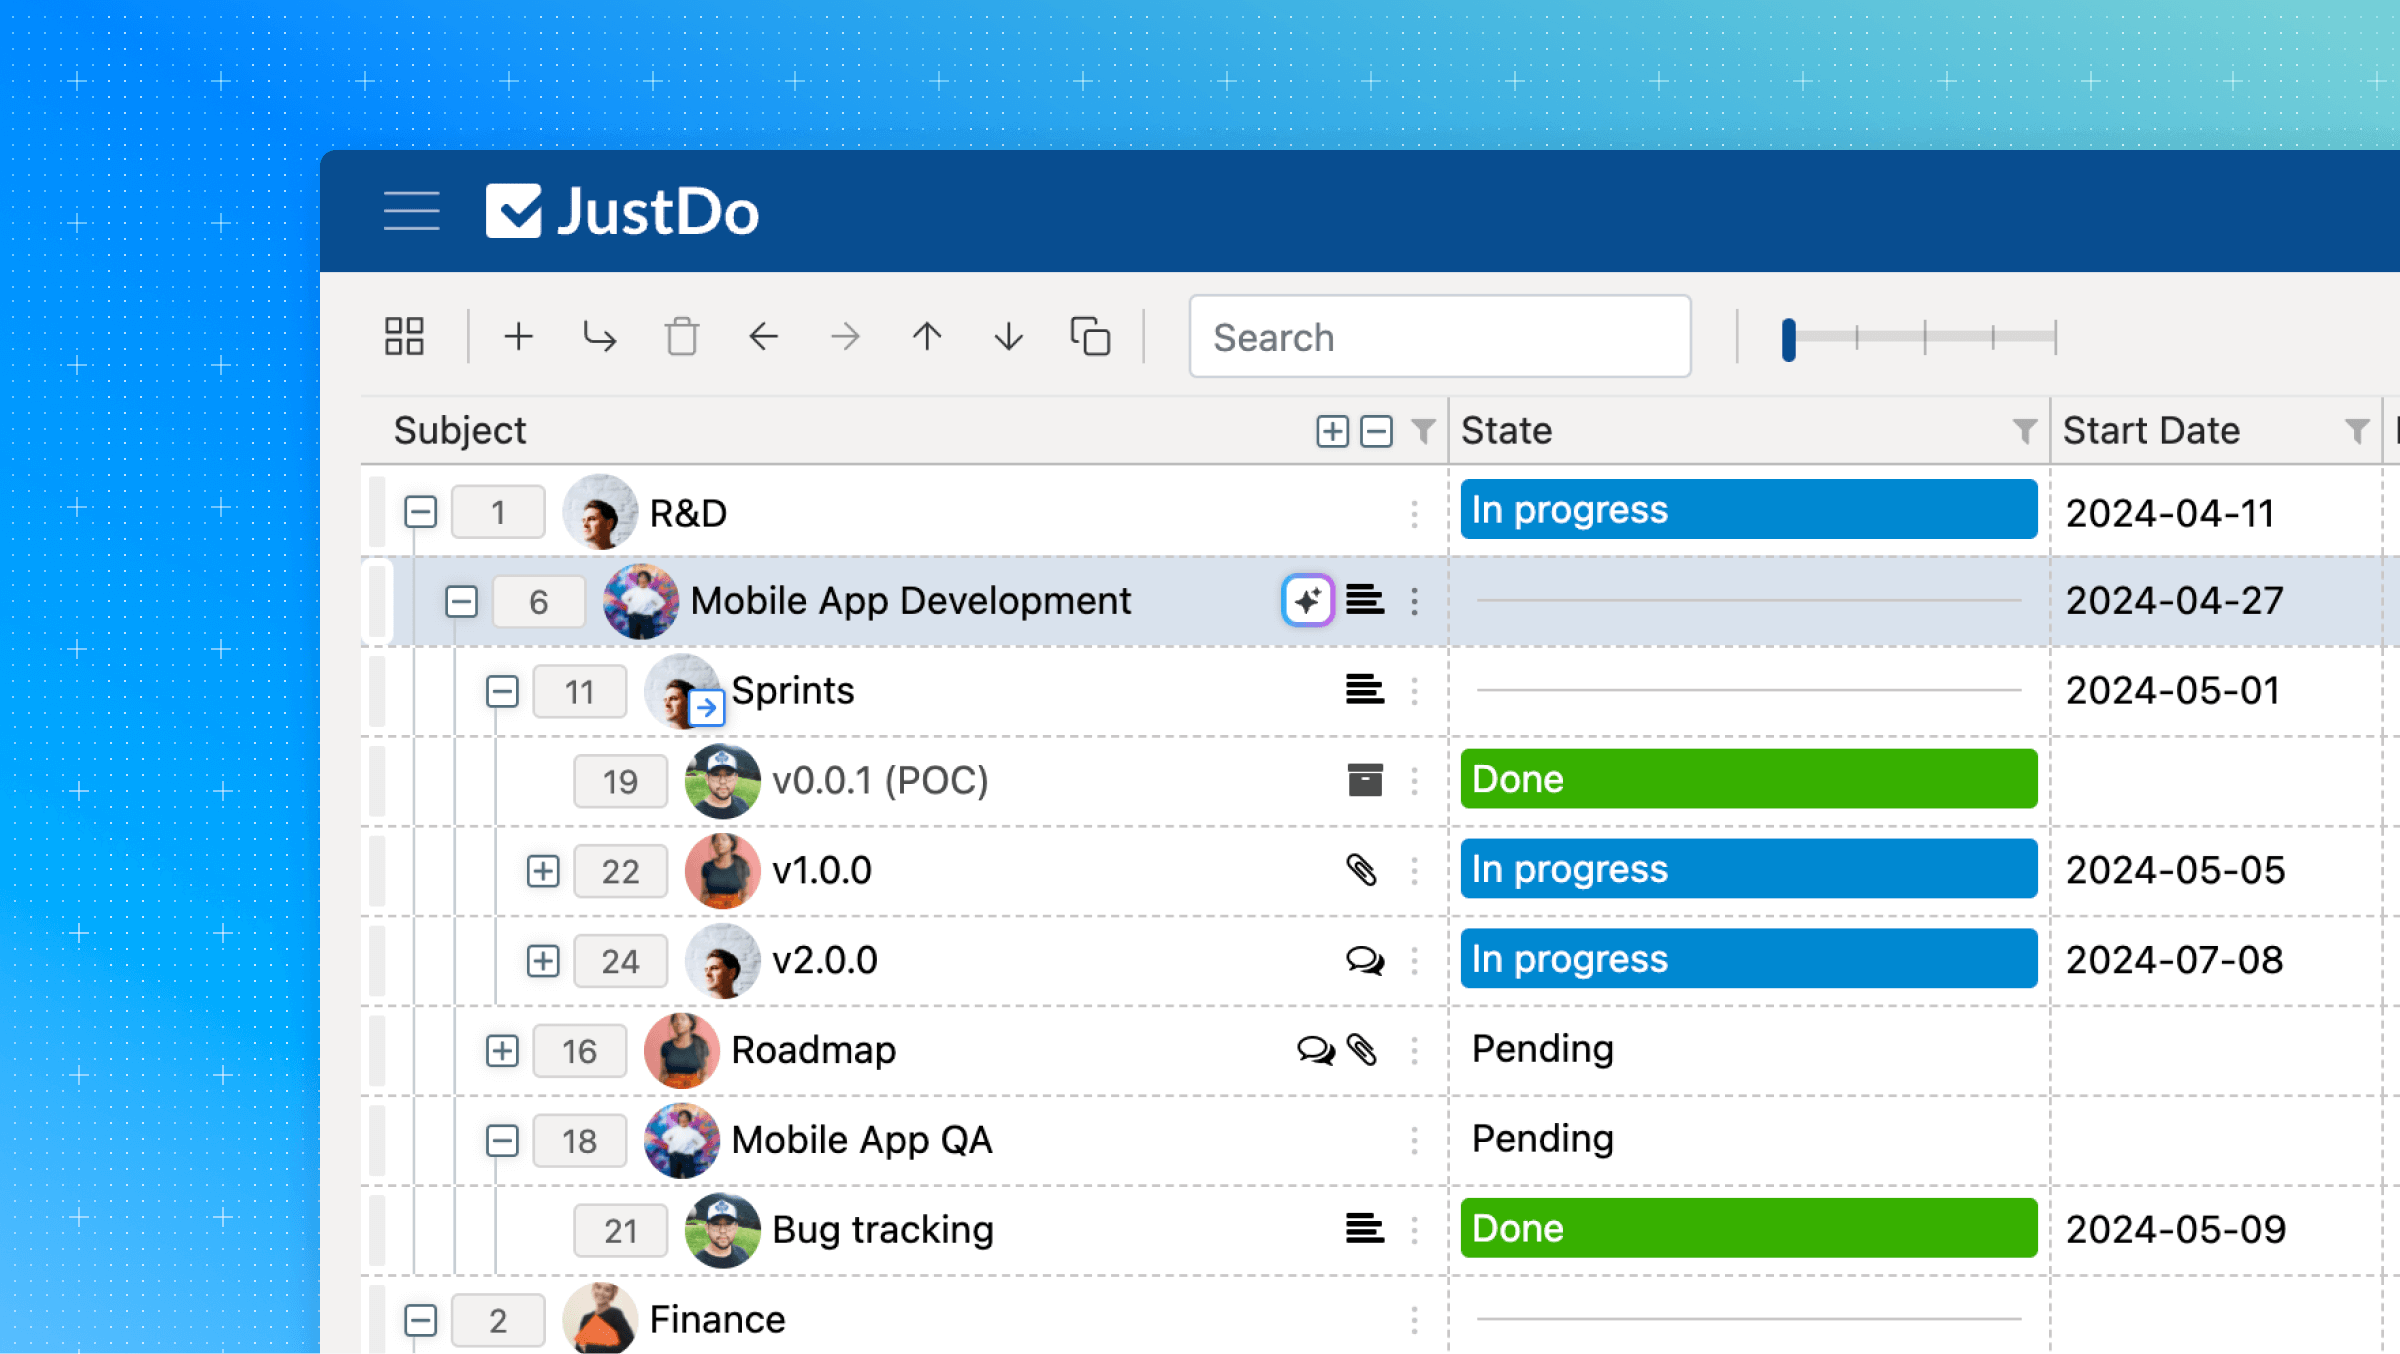 JustDo
Search
Subject State Start Date
1 R&D In progress 2024-04-11
6 Mobile App Development 2024-04-27
11 Sprints 2024-05-01
19 v0.0.1 (POC) Done
22 v1.0.0 In progress 2024-05-05
24 v2.0.0 In progress 2024-07-08
16 Roadmap Pending
18 Mobile App QA Pending
21 Bug tracking Done 2024-05-09
2 Finance